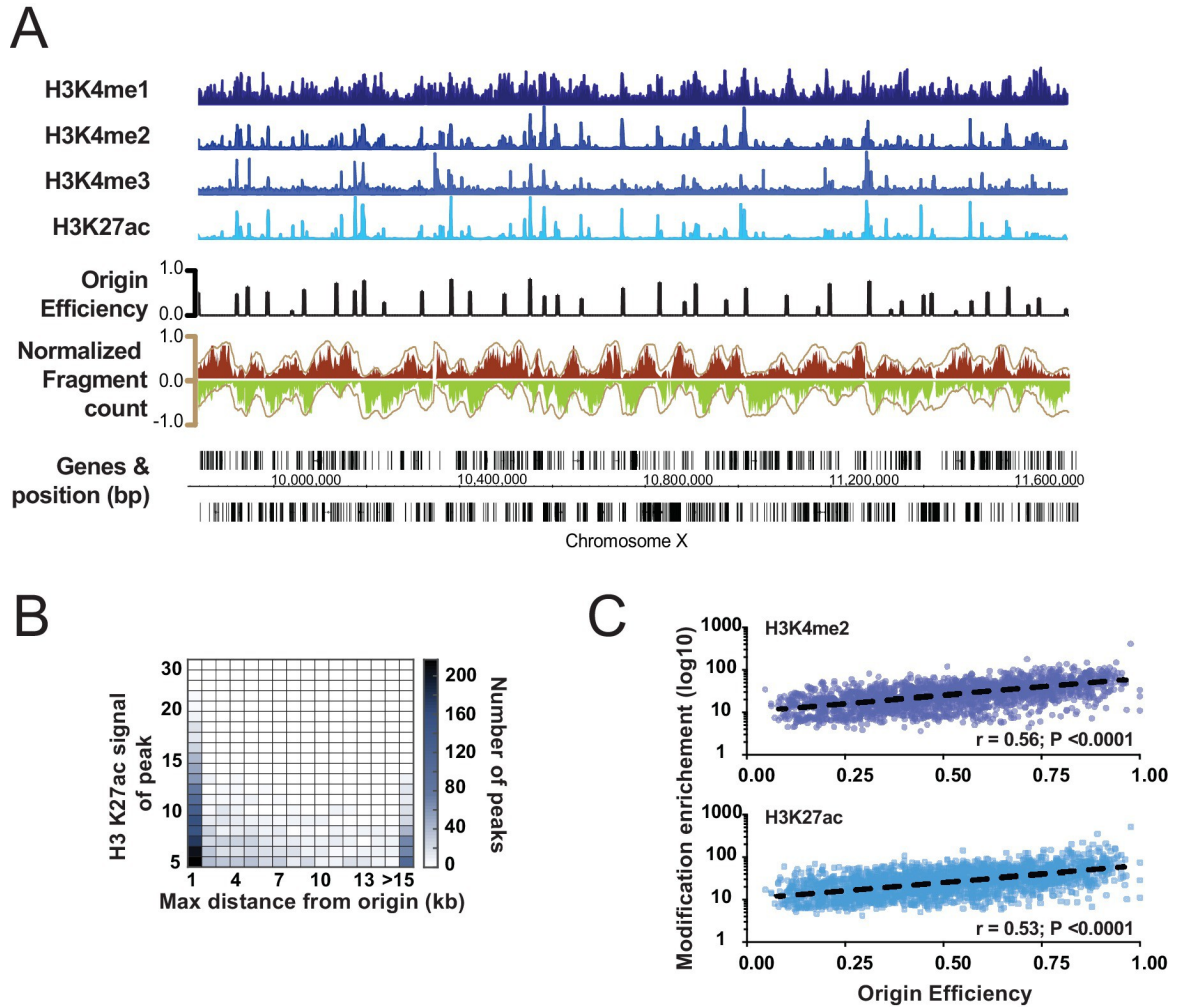 A
H3K4me1
H3K4me2
H3K4me3
H3K27ac
Origin
Efficiency
1.0
0.0
Normalized
Fragment
count
1.0
0.0
-1.0
Genes &
position (bp)
10,000,000 10,400,000 10,800,000 11,200,000 11,600,000
Chromosome X
B
H3 K27ac signal
of peak
30
20
15
10
5
1 4 7 10 13 >15
Max distance from origin (kb)
200
160
120
80
40
0
Number of peaks
C
Modification enrichement (log10)
H3K4me2
1000
100
10
1
r = 0.56; P <0.0001
0.00 0.25 0.50 0.75 1.00
H3K27ac
1000
100
10
1
r = 0.53; P <0.0001
0.00 0.25 0.50 0.75 1.00
Origin Efficiency